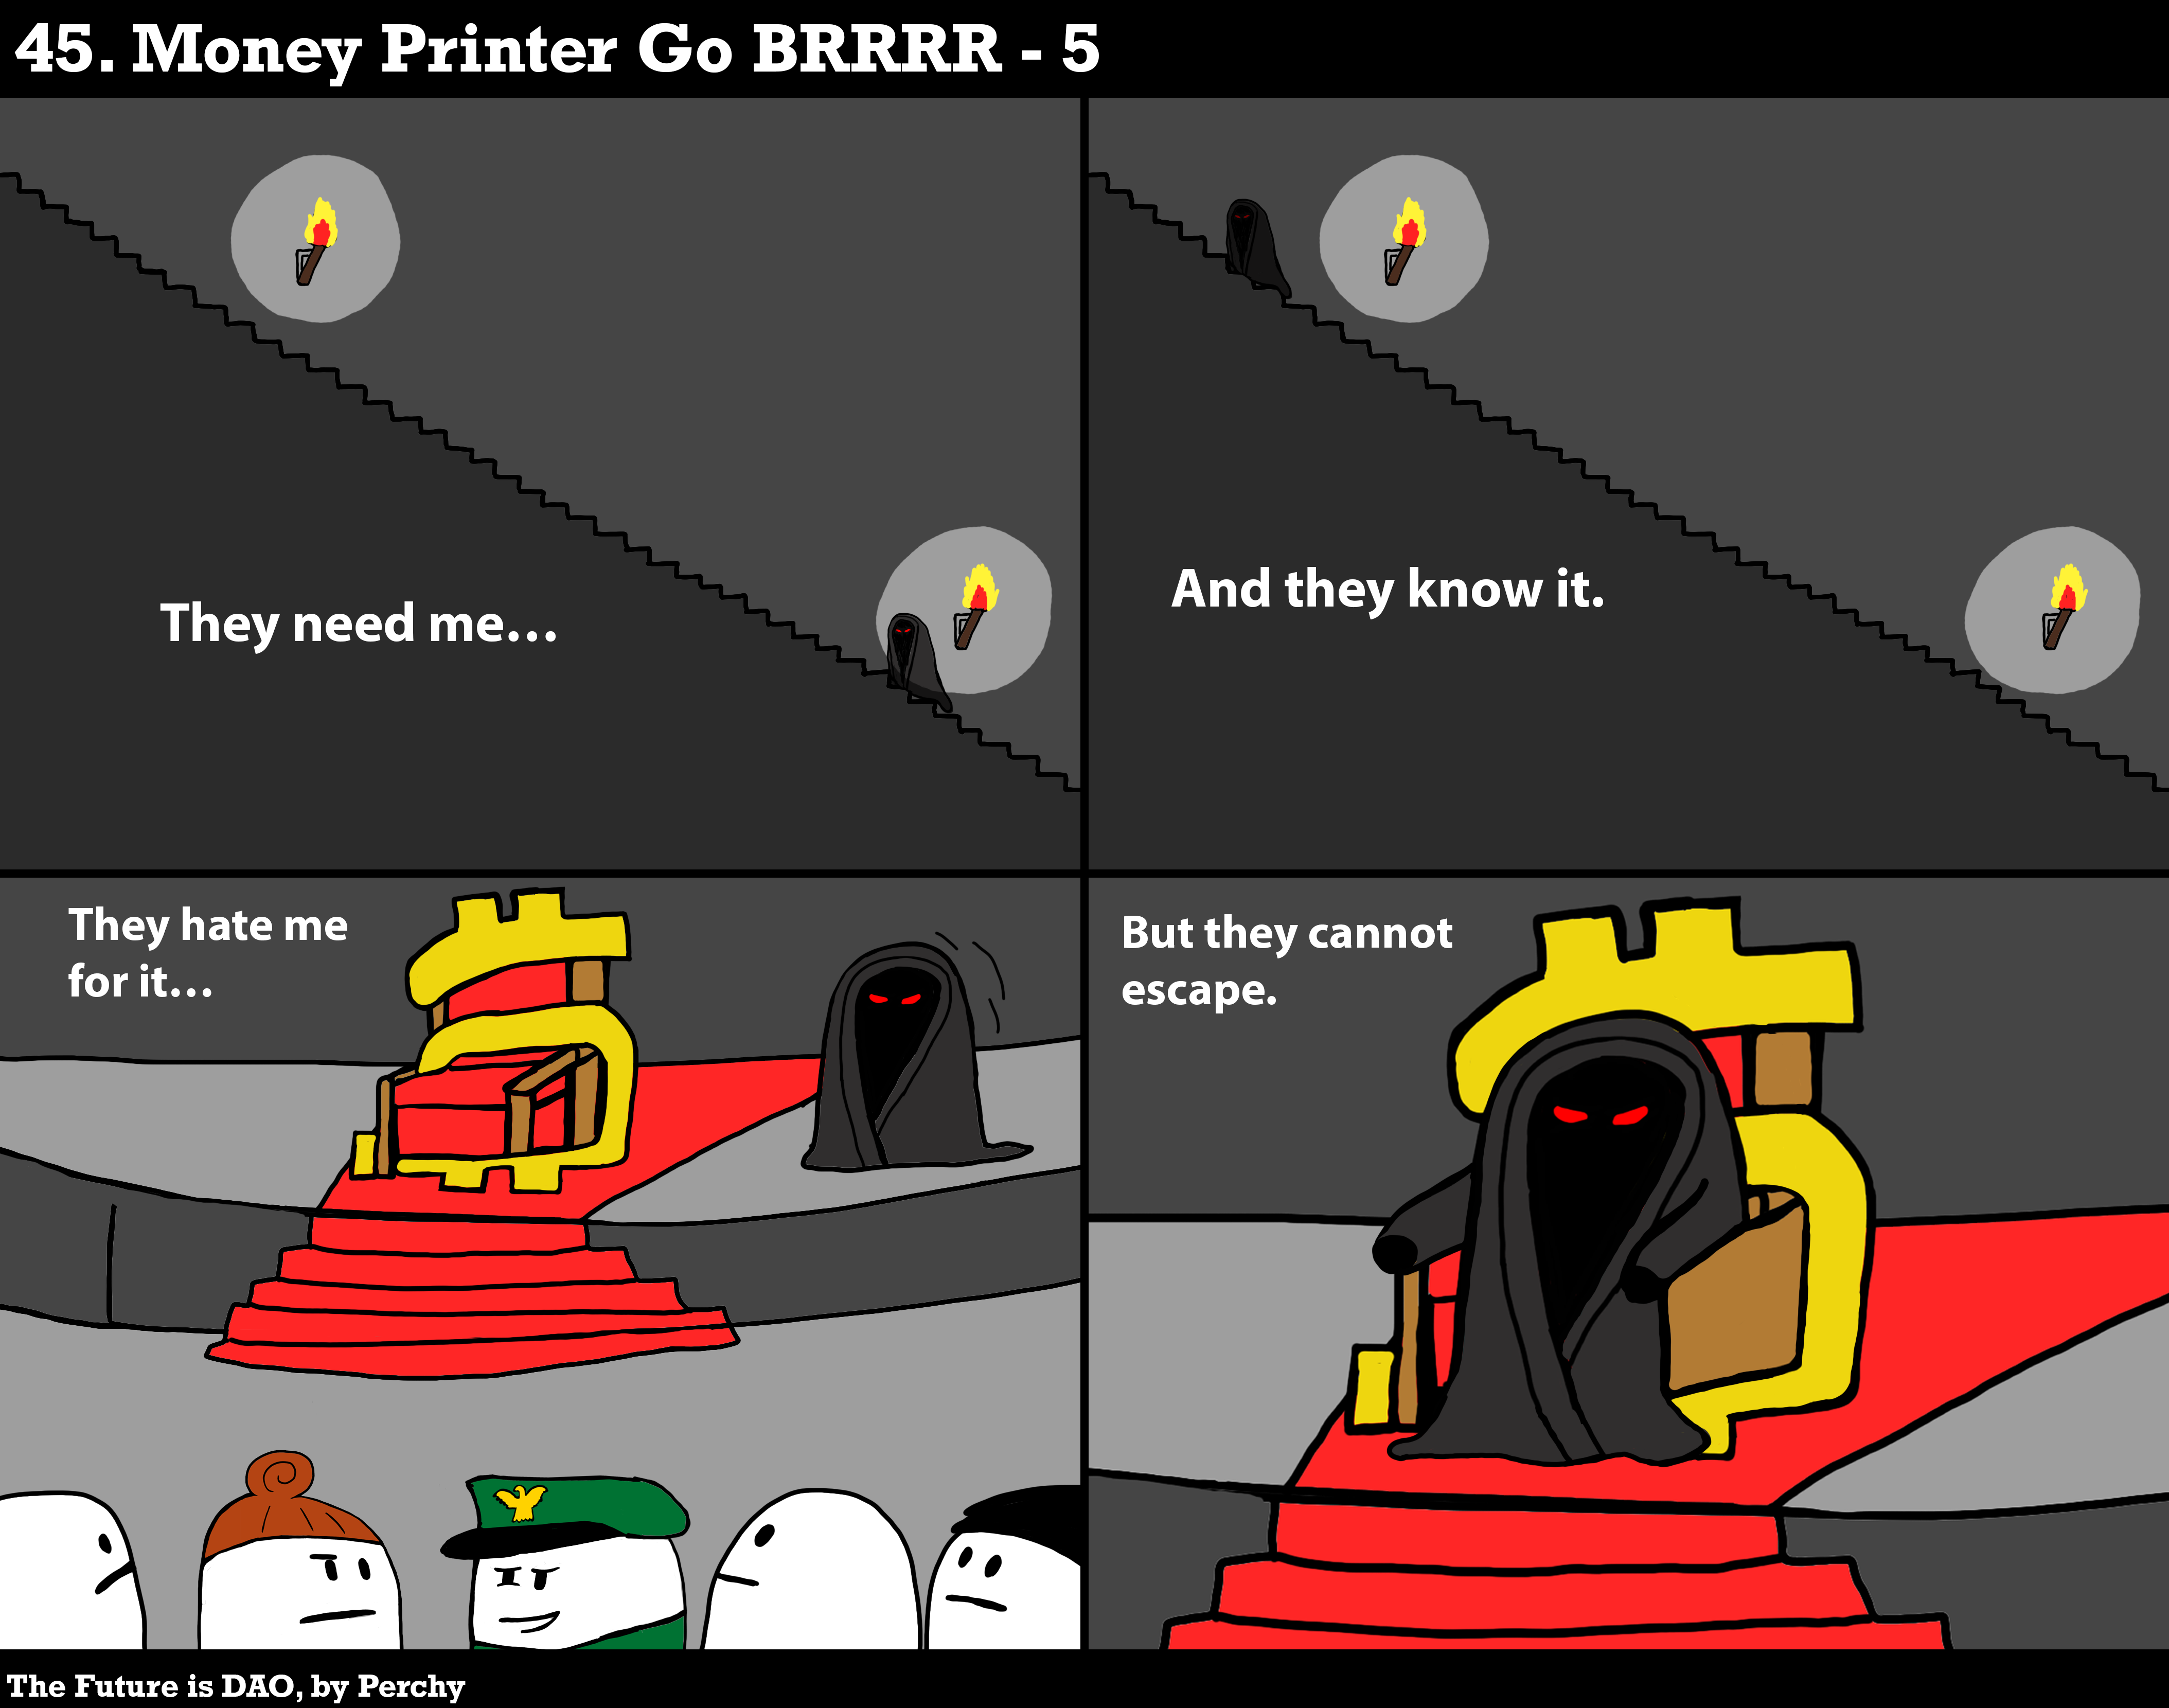 45. Money Printer Go BRRRR - 5
They need me...
And they know it.
They hate me
for it...
But they cannot
escape.
The Future is DAO, by Perchy